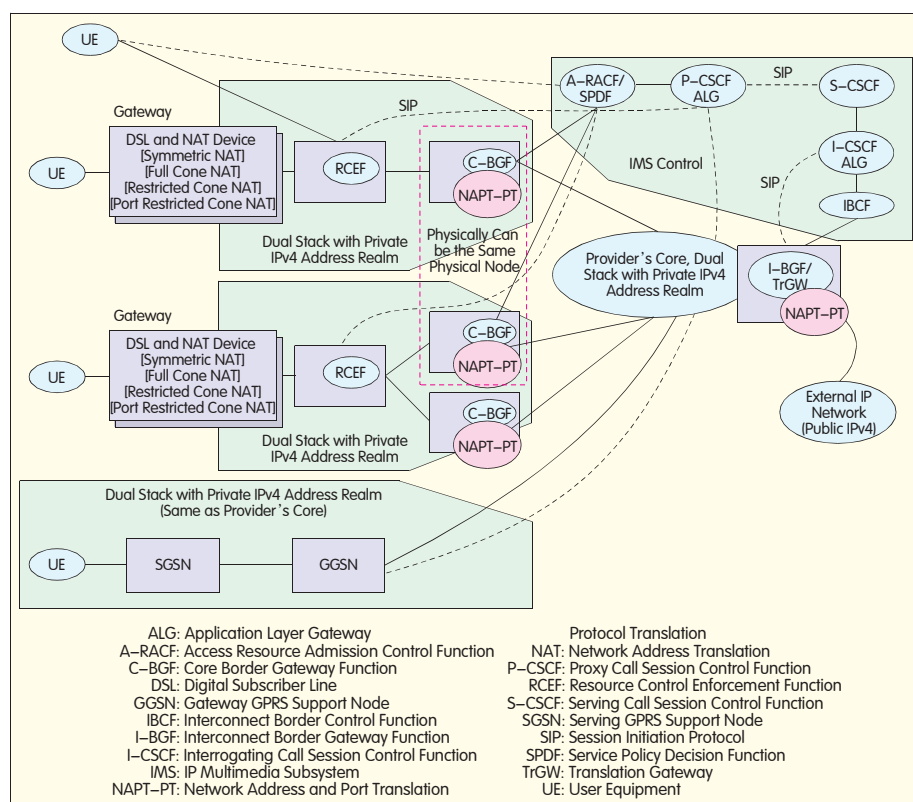 UE
A-RACF/
SPDF
P-CSCF
ALG
SIP
S-CSCF
Gateway
SIP
DSL and NAT Device
[Symmetric NAT]
[Full Cone NAT]
[Restricted Cone NAT]
[Port Restricted Cone NAT]
UE
RCEF
C-BGF
NAPT-PT
I-CSCF
ALG
IMS Control
SIP
IBCF
Dual Stack with Private
IPv4 Address Realm
Physically Can
be the Same
Physical Node
Provider's Core, Dual
Stack with Private IPv4
Address Realm
I-BGF/
TrGW
NAPT-PT
Gateway
DSL and NAT Device
[Symmetric NAT]
[Full Cone NAT]
[Restricted Cone NAT]
[Port Restricted Cone NAT]
UE
RCEF
C-BGF
NAPT-PT
C-BGF
NAPT-PT
External IP
Network
(Public IPv4)
Dual Stack with Private
IPv4 Address Realm
Dual Stack with Private IPv4 Address Realm
(Same as Provider's Core)
UE
SGSN
GGSN
ALG: Application Layer Gateway
A-RACF: Access Resource Admission Control Function
C-BGF: Core Border Gateway Function
DSL: Digital Subscriber Line
GGSN: Gateway GPRS Support Node
IBCF: Interconnect Border Control Function
I-BGF: Interconnect Border Gateway Function
I-CSCF: Interrogating Call Session Control Function
IMS: IP Multimedia Subsystem
NAPT-PT: Network Address and Port Translation
Protocol Translation
NAT: Network Address Translation
P-CSCF: Proxy Call Session Control Function
RCEF: Resource Control Enforcement Function
S-CSCF: Serving Call Session Control Function
SGSN: Serving GPRS Support Node
SIP: Session Initiation Protocol
SPDF: Service Policy Decision Function
TrGW: Translation Gateway
UE: User Equipment